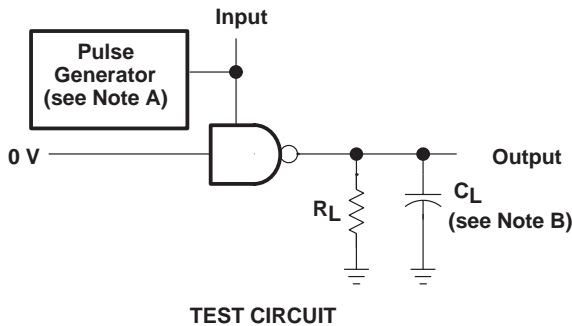 Input
Pulse
Generator
(see Note A)
0 V
Output
RL
CL
(see Note B)
TEST CIRCUIT